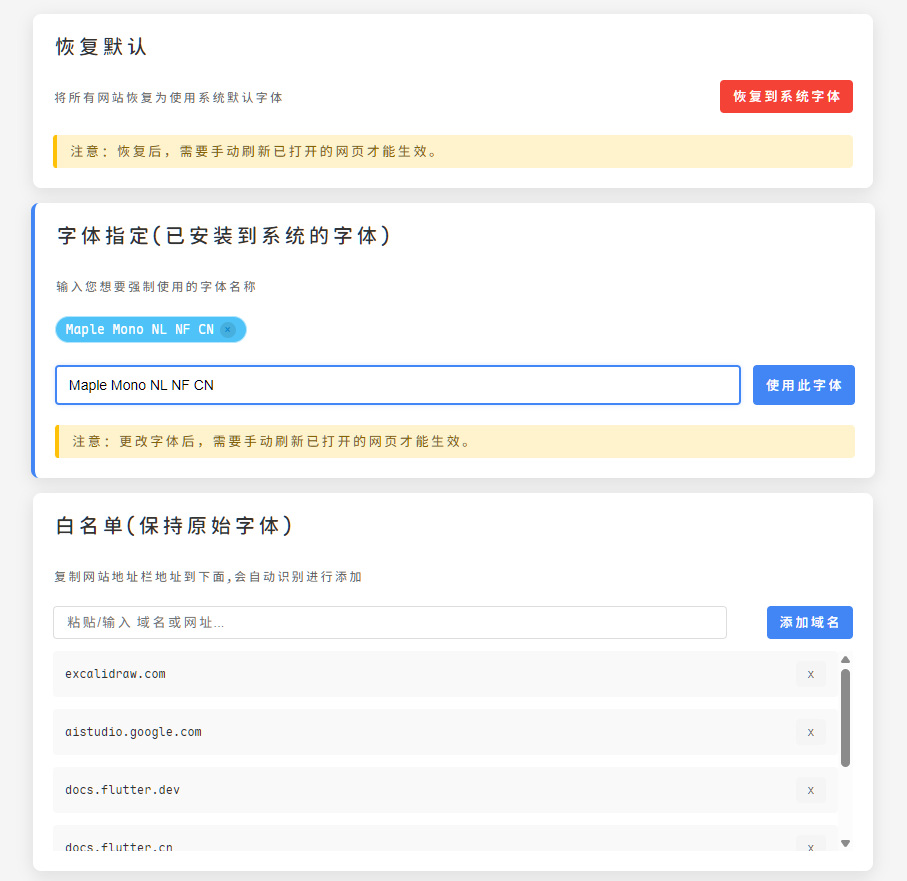 恢复默认
将所有网站恢复为使用系统默认字体
恢复到系统字体
注意：恢复后，需要手动刷新已打开的网页才能生效。
字体指定(已安装到系统的字体)
输入您想要强制使用的字体名称
Maple Mono NL NF CN ×
Maple Mono NL NF CN
使用此字体
注意：更改字体后，需要手动刷新已打开的网页才能生效。
白名单(保持原始字体)
复制网站地址栏地址到下面,会自动识别进行添加
粘贴/输入 域名或网址...
添加域名
excalidraw.com x
aistudio.google.com x
docs.flutter.dev x
docs.flutter.cn x